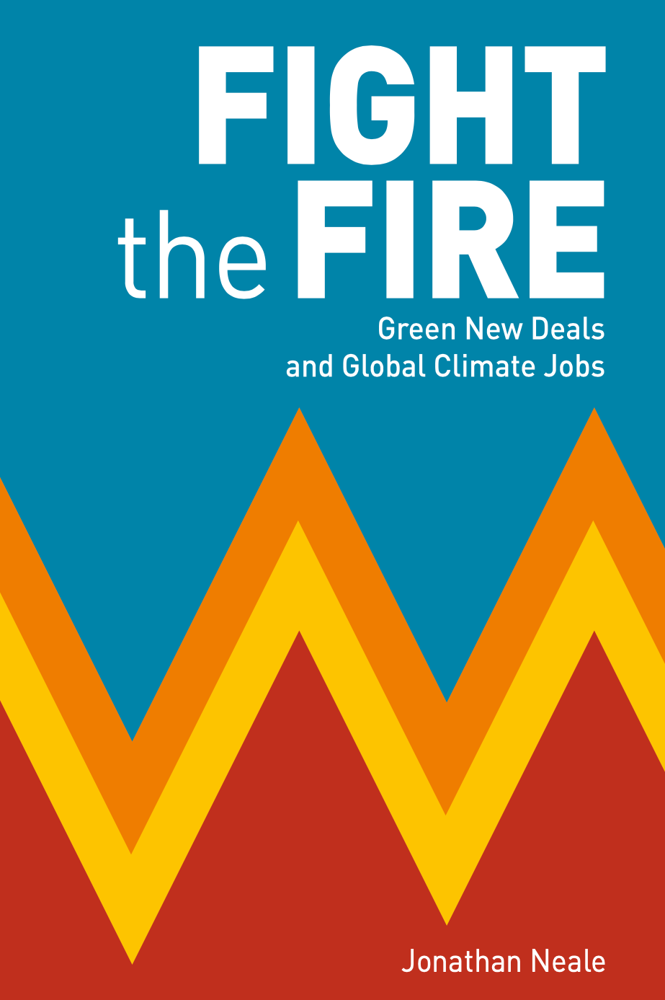 FIGHT
the FIRE
Green New Deals
and Global Climate Jobs
Jonathan Neale